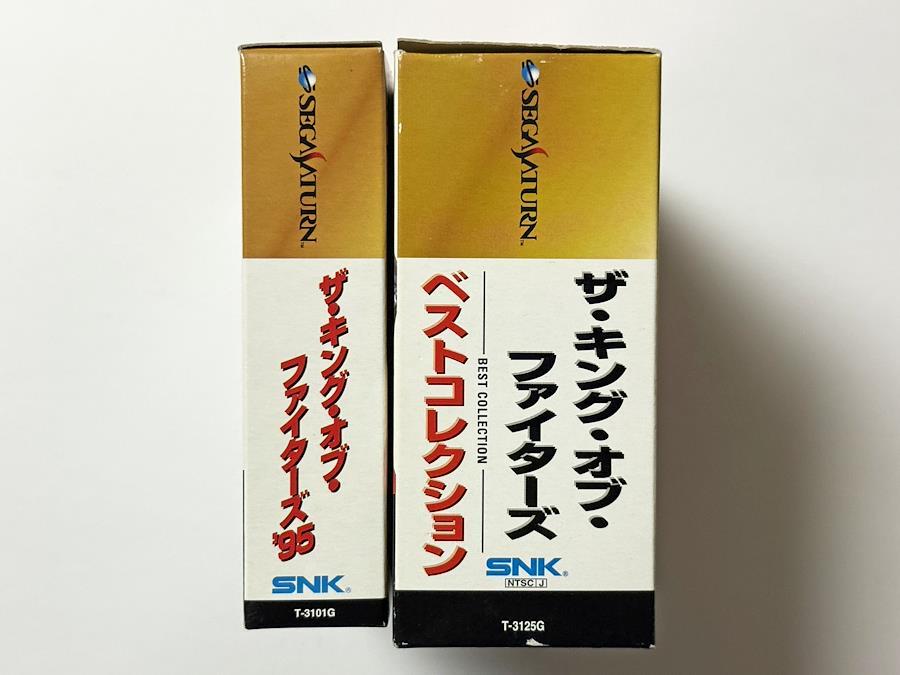 SEGA SATURN™
ザ・キング・オブ・
ファイターズ'95
SNK®
T-3101G
SEGA SATURN™
ザ・キング・オブ・
ファイターズ
BEST COLLECTION
ベストコレクション
SNK®
NTSC J
T-3125G